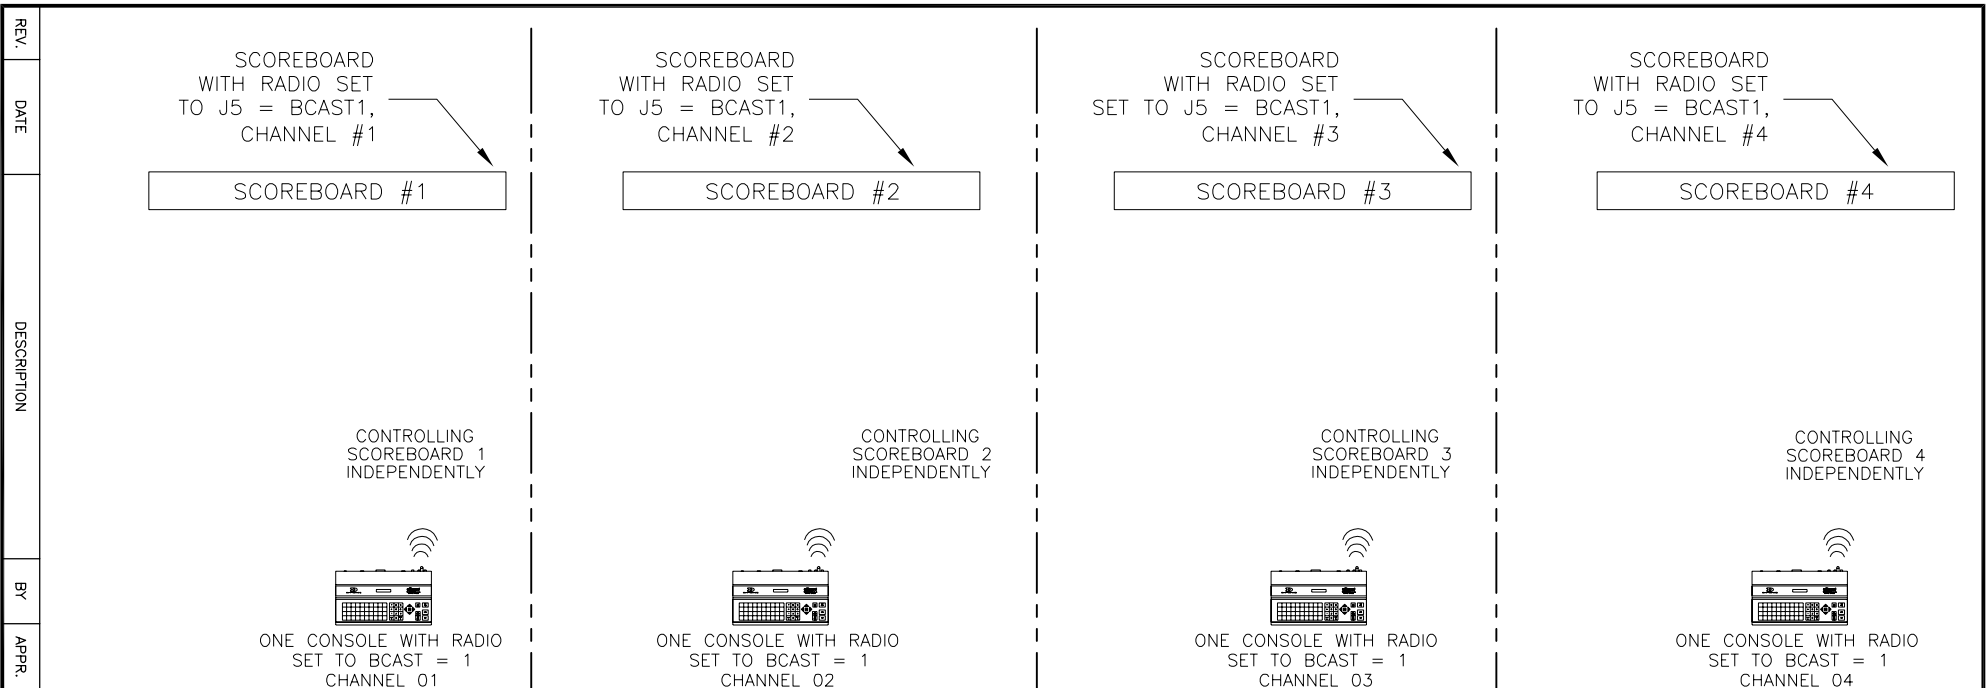 REV.
DATE
DESCRIPTION
BY
APPR.
SCOREBOARD
WITH RADIO SET
TO J5 = BCAST1,
CHANNEL #1
SCOREBOARD #1
CONTROLLING
SCOREBOARD 1
INDEPENDENTLY
ONE CONSOLE WITH RADIO
SET TO BCAST = 1
CHANNEL 01
SCOREBOARD
WITH RADIO SET
TO J5 = BCAST1,
CHANNEL #2
SCOREBOARD #2
CONTROLLING
SCOREBOARD 2
INDEPENDENTLY
ONE CONSOLE WITH RADIO
SET TO BCAST = 1
CHANNEL 02
SCOREBOARD
WITH RADIO SET
SET TO J5 = BCAST1,
CHANNEL #3
SCOREBOARD #3
CONTROLLING
SCOREBOARD 3
INDEPENDENTLY
ONE CONSOLE WITH RADIO
SET TO BCAST = 1
CHANNEL 03
SCOREBOARD
WITH RADIO SET
TO J5 = BCAST1,
CHANNEL #4
SCOREBOARD #4
CONTROLLING
SCOREBOARD 4
INDEPENDENTLY
ONE CONSOLE WITH RADIO
SET TO BCAST = 1
CHANNEL 04